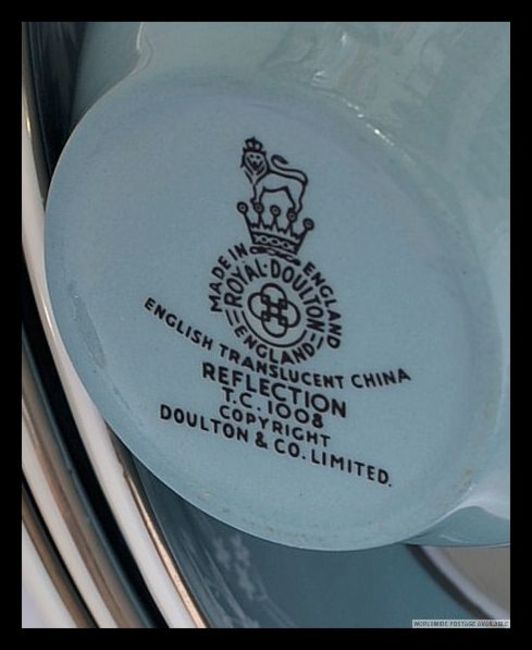 MADE IN ENGLAND
ROYAL·DOULTON
ENGLAND
ENGLISH TRANSLUCENT CHINA
REFLECTION
T.C.1008
COPYRIGHT
DOULTON & CO. LIMITED.
WORLDWIDE POSTAGE AVAILABLE